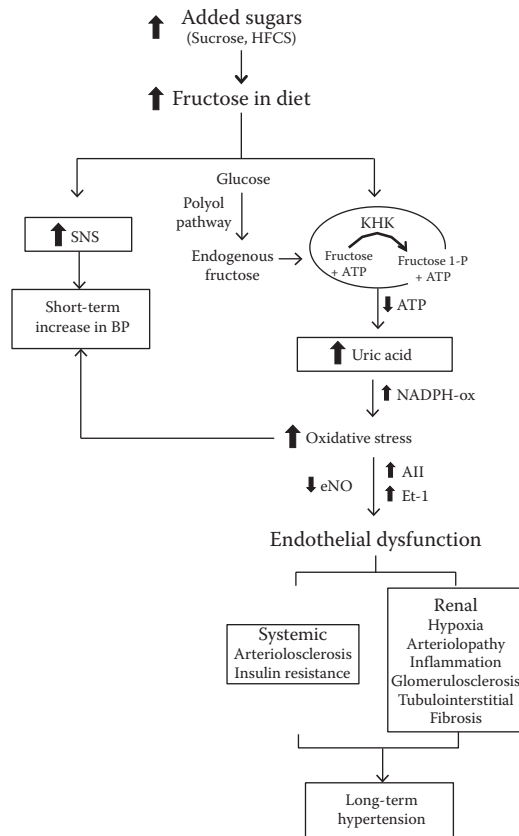 Added sugars
(Sucrose, HFCS)
Fructose in diet
Glucose
Polyol
pathway
Endogenous
fructose
SNS
Short-term
increase in BP
KHK
Fructose
+ ATP
Fructose 1-P
+ ATP
ATP
Uric acid
NADPH-ox
Oxidative stress
eNO
AII
Et-1
Endothelial dysfunction
Systemic
Arteriolosclerosis
Insulin resistance
Renal
Hypoxia
Arteriolopathy
Inflammation
Glomerulosclerosis
Tubulointerstitial
Fibrosis
Long-term
hypertension